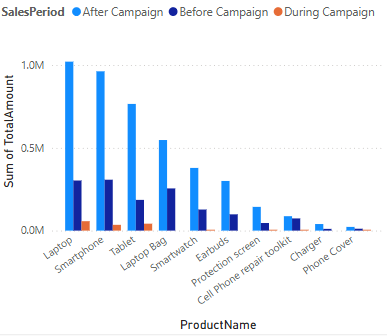 SalesPeriod After Campaign Before Campaign During Campaign
1.0M
0.5M
0.0M
Sum of TotalAmount
Laptop
Smartphone
Tablet
Laptop Bag
Smartwatch
Earbuds
Protection screen
Cell Phone repair toolkit
Charger
Phone Cover
ProductName